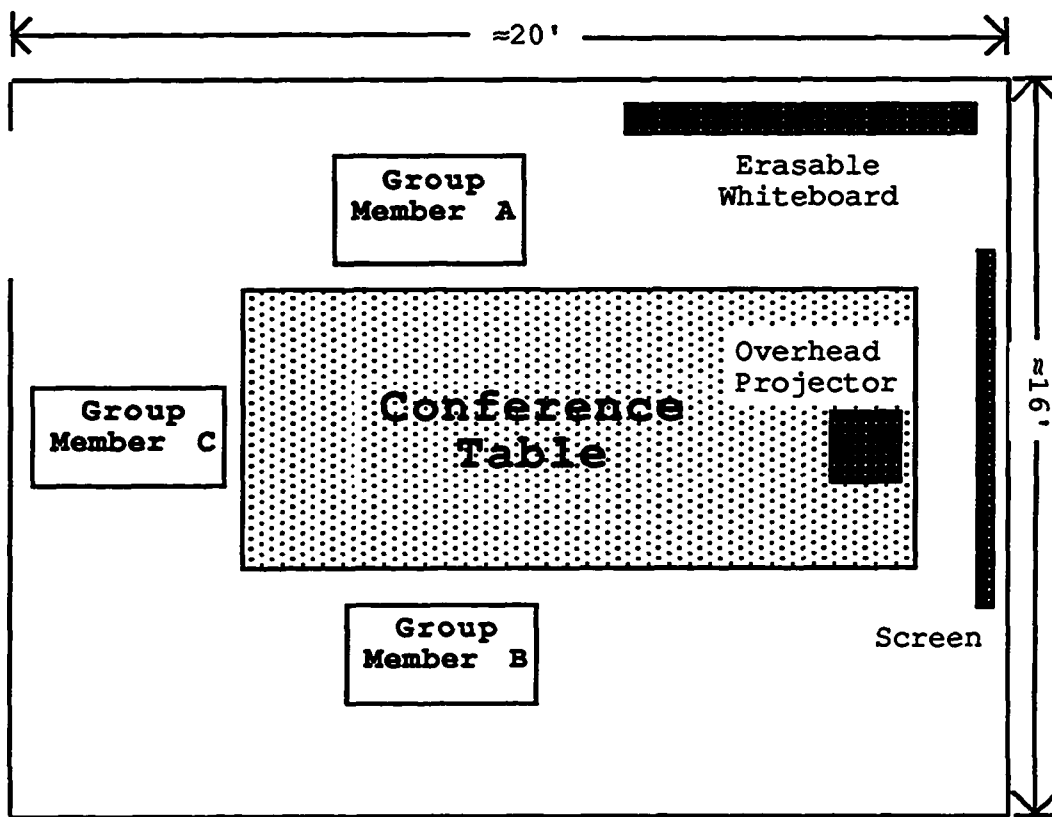 ≈20'
Erasable
Whiteboard
Group
Member A
≈16'
Overhead
Projector
Conference
Table
Group
Member C
Group
Member B
Screen